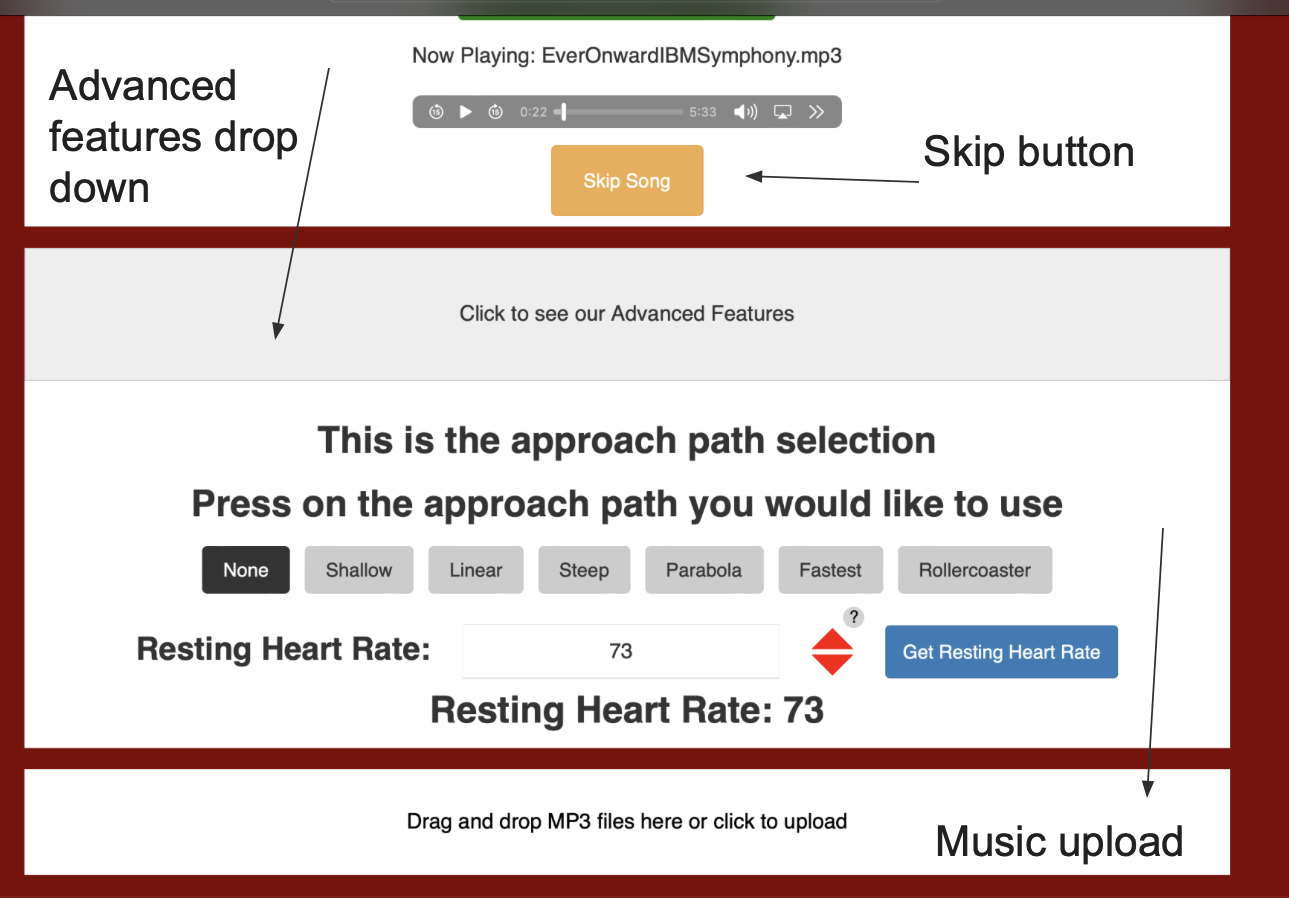 Now Playing: EverOnwardIBMSymphony.mp3
Advanced
features drop
down
15
15
0:22
5:33
Skip button
Skip Song
Click to see our Advanced Features
This is the approach path selection
Press on the approach path you would like to use
None Shallow Linear Steep Parabola Fastest Rollercoaster
?
Resting Heart Rate: 73 Get Resting Heart Rate
Resting Heart Rate: 73
Drag and drop MP3 files here or click to upload
Music upload